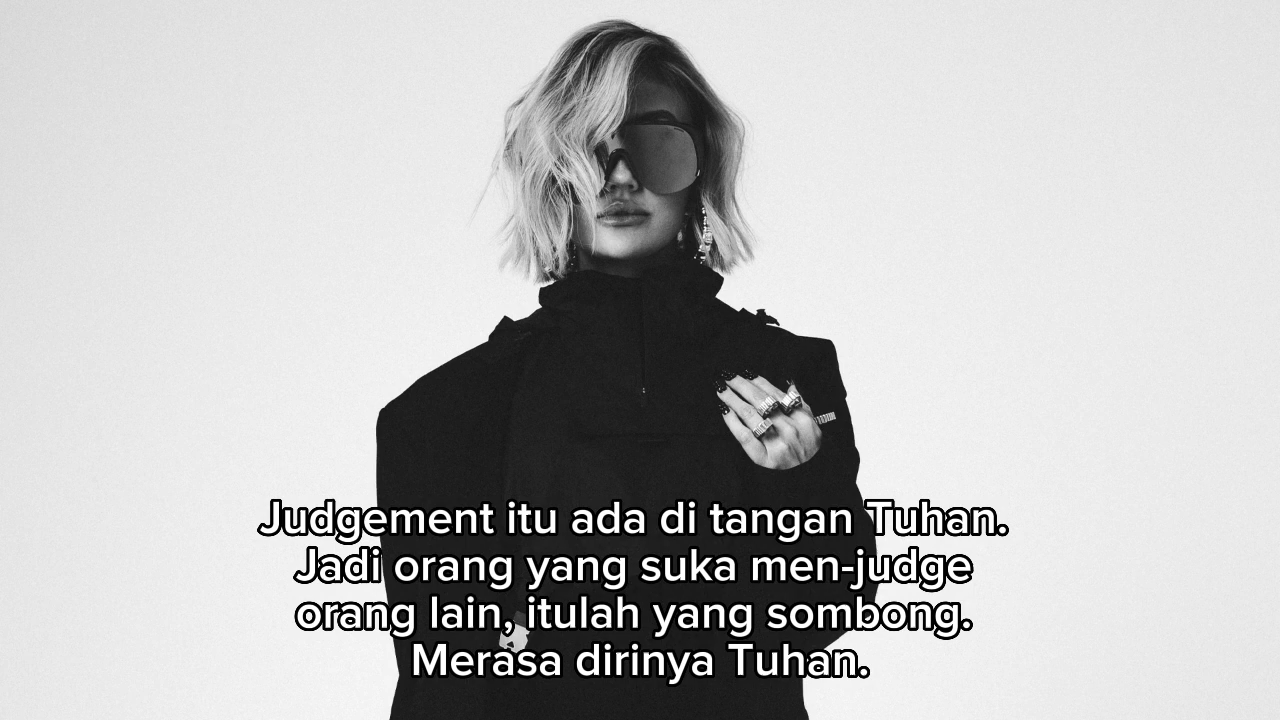 Judgement itu ada di tangan Tuhan.
Jadi orang yang suka men-judge
orang lain, itulah yang sombong.
Merasa dirinya Tuhan.